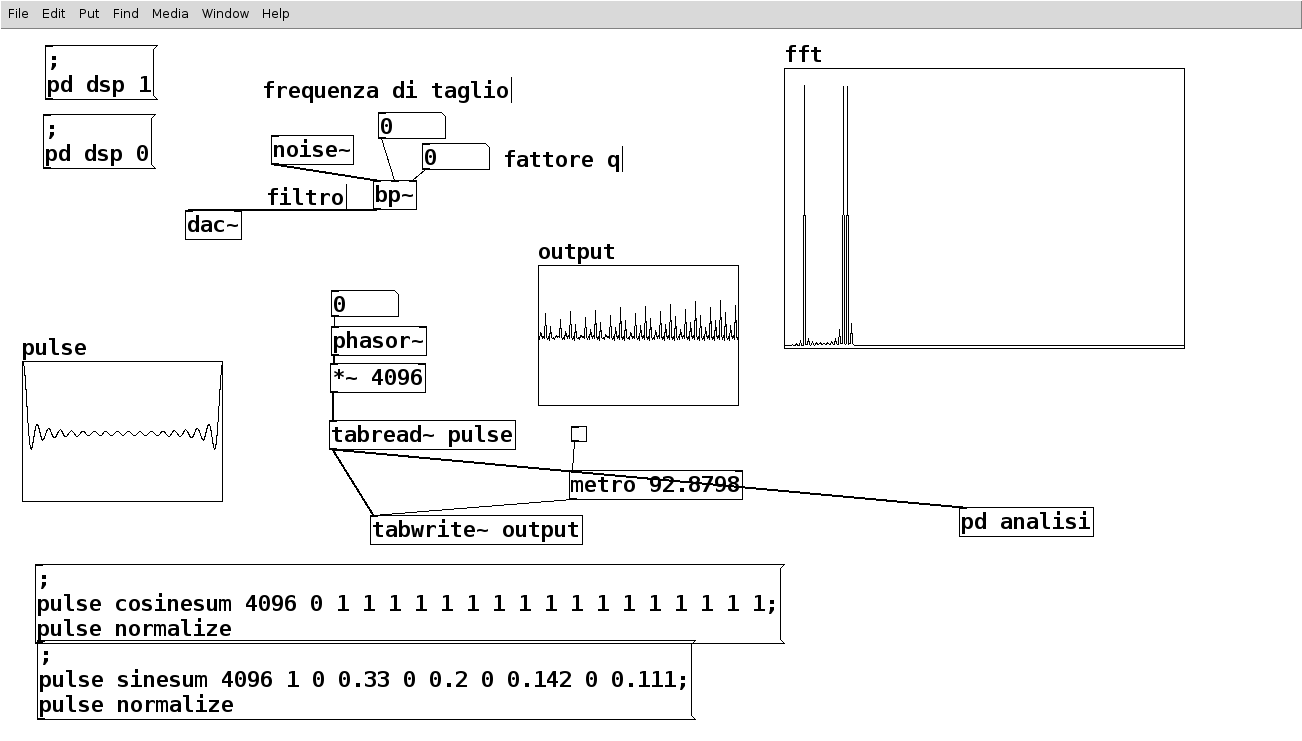 File Edit Put Find Media Window Help
;
pd dsp 1
;
pd dsp 0
frequenza di taglio
0
noise~
0
fattore q
filtro
bp~
dac~
fft
output
0
phasor~
*~ 4096
pulse
tabread~ pulse
metro 92.8798
tabwrite~ output
pd analisi
;
pulse cosinesum 4096 0 1 1 1 1 1 1 1 1 1 1 1 1 1 1 1 1 1;
pulse normalize
;
pulse sinesum 4096 1 0 0.33 0 0.2 0 0.142 0 0.111;
pulse normalize